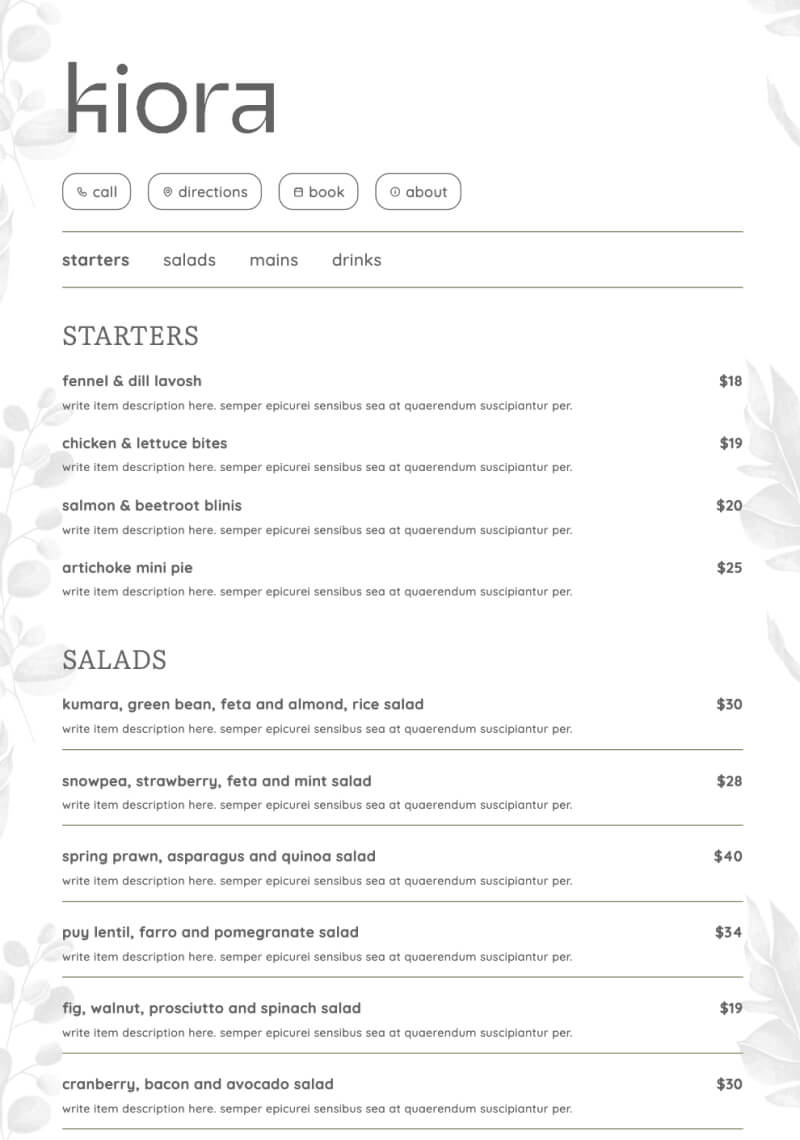 kiora
call directions book about
starters salads mains drinks
STARTERS
fennel & dill lavosh $18
write item description here. semper epicurei sensibus sea at quaerendum suscipiantur per.
chicken & lettuce bites $19
write item description here. semper epicurei sensibus sea at quaerendum suscipiantur per.
salmon & beetroot blinis $20
write item description here. semper epicurei sensibus sea at quaerendum suscipiantur per.
artichoke mini pie $25
write item description here. semper epicurei sensibus sea at quaerendum suscipiantur per.
SALADS
kumara, green bean, feta and almond, rice salad $30
write item description here. semper epicurei sensibus sea at quaerendum suscipiantur per.
snowpea, strawberry, feta and mint salad $28
write item description here. semper epicurei sensibus sea at quaerendum suscipiantur per.
spring prawn, asparagus and quinoa salad $40
write item description here. semper epicurei sensibus sea at quaerendum suscipiantur per.
puy lentil, farro and pomegranate salad $34
write item description here. semper epicurei sensibus sea at quaerendum suscipiantur per.
fig, walnut, prosciutto and spinach salad $19
write item description here. semper epicurei sensibus sea at quaerendum suscipiantur per.
cranberry, bacon and avocado salad $30
write item description here. semper epicurei sensibus sea at quaerendum suscipiantur per.